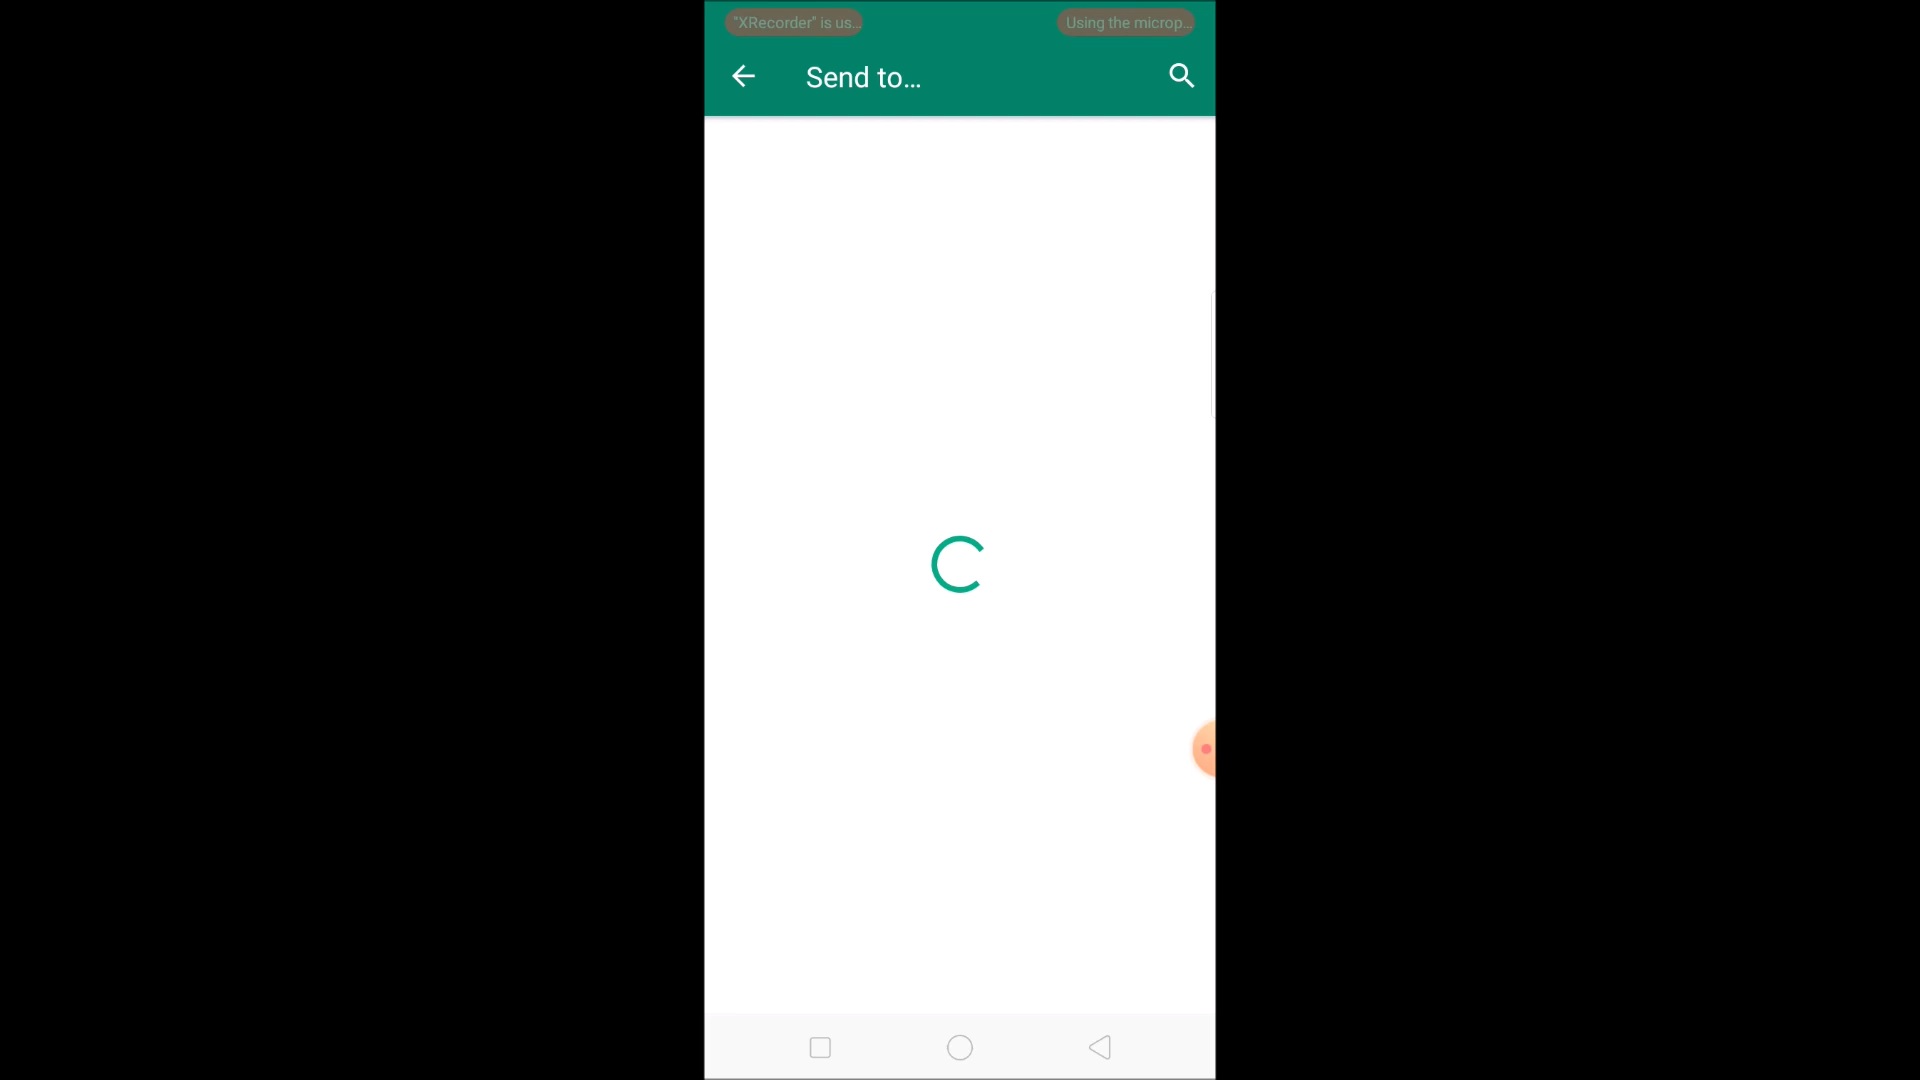 "XRecorder" is us...
Using the microp...
Send to...